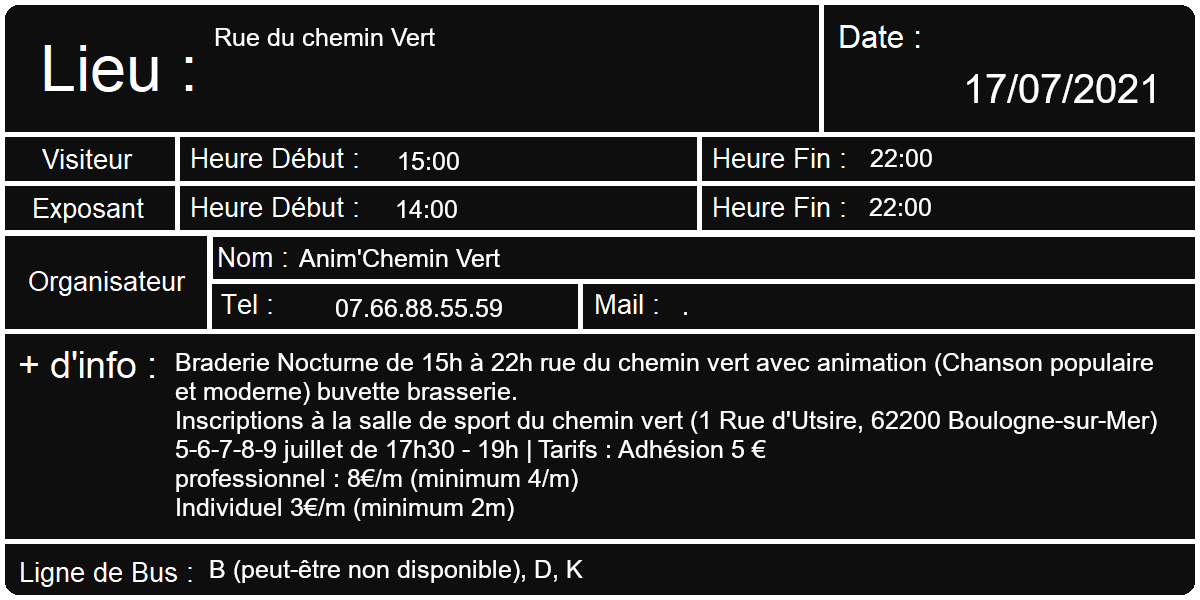 Lieu : Rue du chemin Vert
Date :
17/07/2021
Visiteur Heure Début : 15:00 Heure Fin : 22:00
Exposant Heure Début : 14:00 Heure Fin : 22:00
Organisateur
Nom : Anim'Chemin Vert
Tel : 07.66.88.55.59 Mail : .
+ d'info : Braderie Nocturne de 15h à 22h rue du chemin vert avec animation (Chanson populaire
et moderne) buvette brasserie.
Inscriptions à la salle de sport du chemin vert (1 Rue d'Utsire, 62200 Boulogne-sur-Mer)
5-6-7-8-9 juillet de 17h30 - 19h | Tarifs : Adhésion 5 €
professionnel : 8€/m (minimum 4/m)
Individuel 3€/m (minimum 2m)
Ligne de Bus : B (peut-être non disponible), D, K